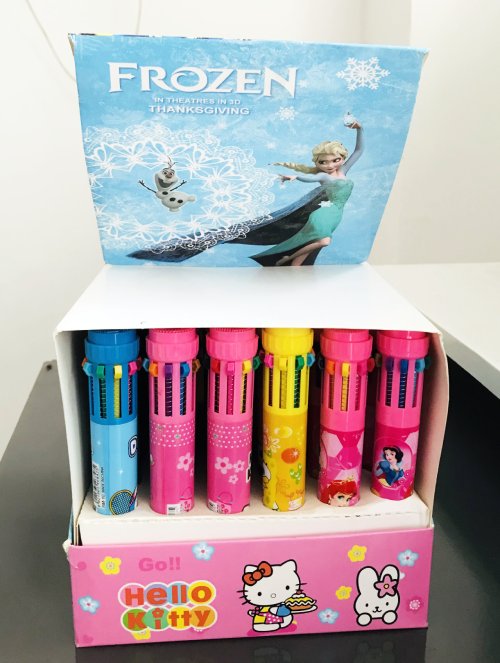 FROZEN
IN THEATRES IN 3D
THANKSGIVING
Go!!
Hello
Kitty